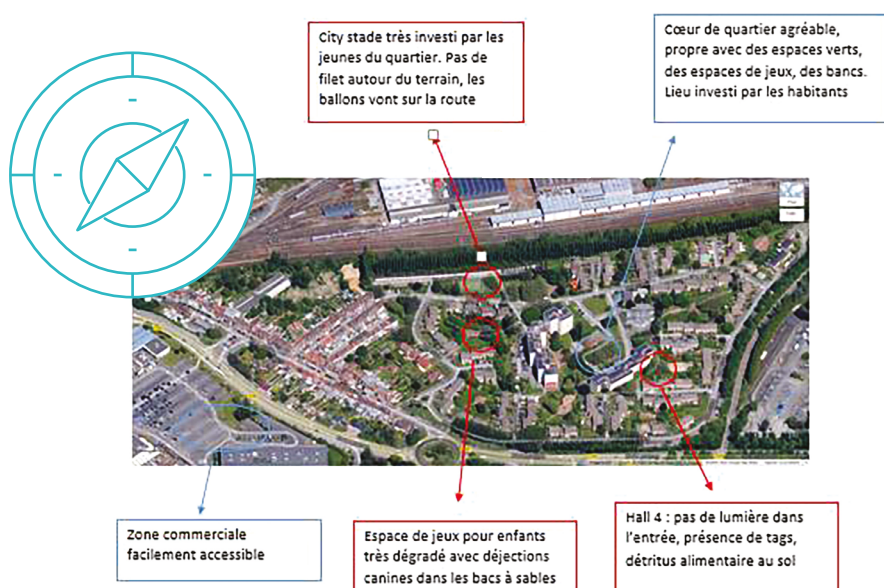 City stade très investi par les
jeunes du quartier. Pas de
filet autour du terrain, les
ballons vont sur la route
Cœur de quartier agréable,
propre avec des espaces verts,
des espaces de jeux, des bancs.
Lieu investi par les habitants
Zone commerciale
facilement accessible
Espace de jeux pour enfants
très dégradé avec déjections
canines dans les bacs à sables
Hall 4 : pas de lumière dans
l'entrée, présence de tags,
détritus alimentaire au sol